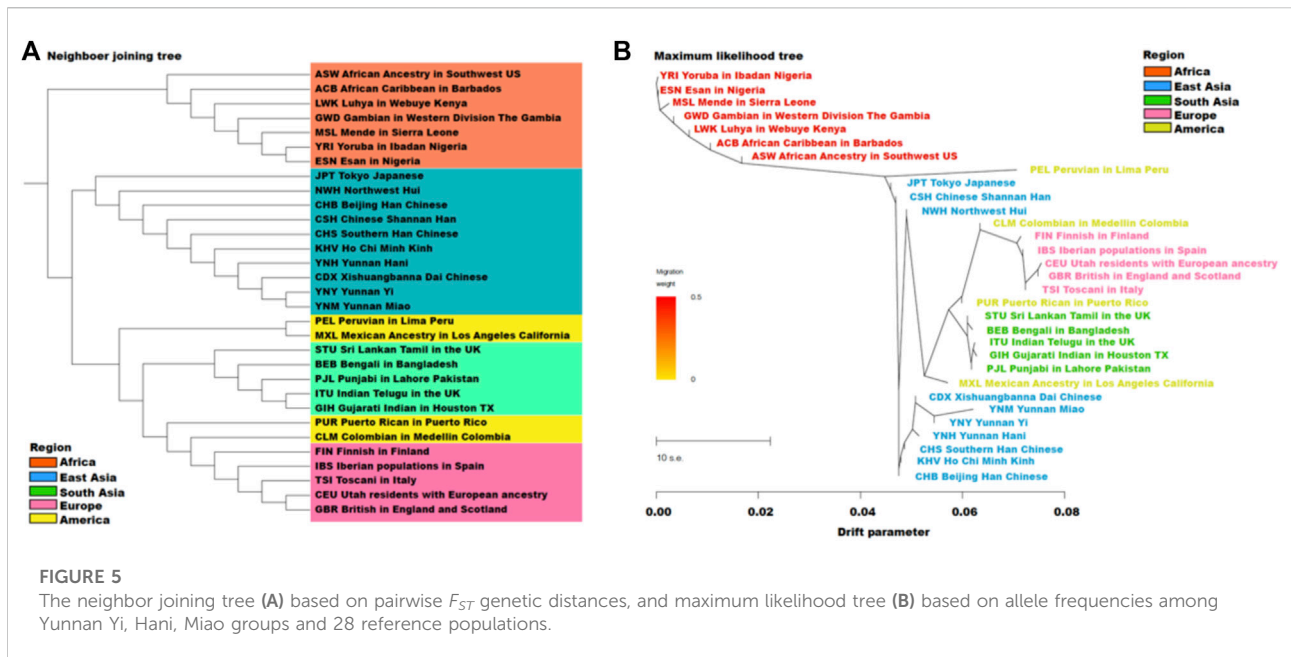 A Neighboer joining tree
ASW African Ancestry in Southwest US
ACB African Caribbean in Barbados
LWK Luhya in Webuye Kenya
GWD Gambian in Western Division The Gambia
MSL Mende in Sierra Leone
YRI Yoruba in Ibadan Nigeria
ESN Esan in Nigeria
JPT Tokyo Japanese
NWH Northwest Hui
CHB Beijing Han Chinese
CSH Chinese Shannan Han
CHS Southern Han Chinese
KHV Ho Chi Minh Kinh
YNH Yunnan Hani
CDX Xishuangbanna Dai Chinese
YNY Yunnan Yi
YNM Yunnan Miao
PEL Peruvian in Lima Peru
MXL Mexican Ancestry in Los Angeles California
STU Sri Lankan Tamil in the UK
BEB Bengali in Bangladesh
PJL Punjabi in Lahore Pakistan
ITU Indian Telugu in the UK
GIH Gujarati Indian in Houston TX
PUR Puerto Rican in Puerto Rico
CLM Colombian in Medellin Colombia
FIN Finnish in Finland
IBS Iberian populations in Spain
TSI Toscani in Italy
CEU Utah residents with European ancestry
GBR British in England and Scotland
Region
Africa
East Asia
South Asia
Europe
America
B Maximum likelihood tree
Region
Africa
East Asia
South Asia
Europe
America
YRI Yoruba in Ibadan Nigeria
ESN Esan in Nigeria
MSL Mende in Sierra Leone
GWD Gambian in Western Division The Gambia
LWK Luhya in Webuye Kenya
ACB African Caribbean in Barbados
ASW African Ancestry in Southwest US
PEL Peruvian in Lima Peru
JPT Tokyo Japanese
CSH Chinese Shannan Han
NWH Northwest Hui
CLM Colombian in Medellin Colombia
FIN Finnish in Finland
IBS Iberian populations in Spain
CEU Utah residents with European ancestry
GBR British in England and Scotland
TSI Toscani in Italy
PUR Puerto Rican in Puerto Rico
STU Sri Lankan Tamil in the UK
BEB Bengali in Bangladesh
ITU Indian Telugu in the UK
GIH Gujarati Indian in Houston TX
PJL Punjabi in Lahore Pakistan
MXL Mexican Ancestry in Los Angeles California
CDX Xishuangbanna Dai Chinese
YNM Yunnan Miao
YNY Yunnan Yi
YNH Yunnan Hani
CHS Southern Han Chinese
KHV Ho Chi Minh Kinh
CHB Beijing Han Chinese
Migration
weight
0.5
0
10 s.e.
0.00 0.02 0.04 0.06 0.08
Drift parameter
FIGURE 5
The neighbor joining tree (A) based on pairwise FST genetic distances, and maximum likelihood tree (B) based on allele frequencies among
Yunnan Yi, Hani, Miao groups and 28 reference populations.